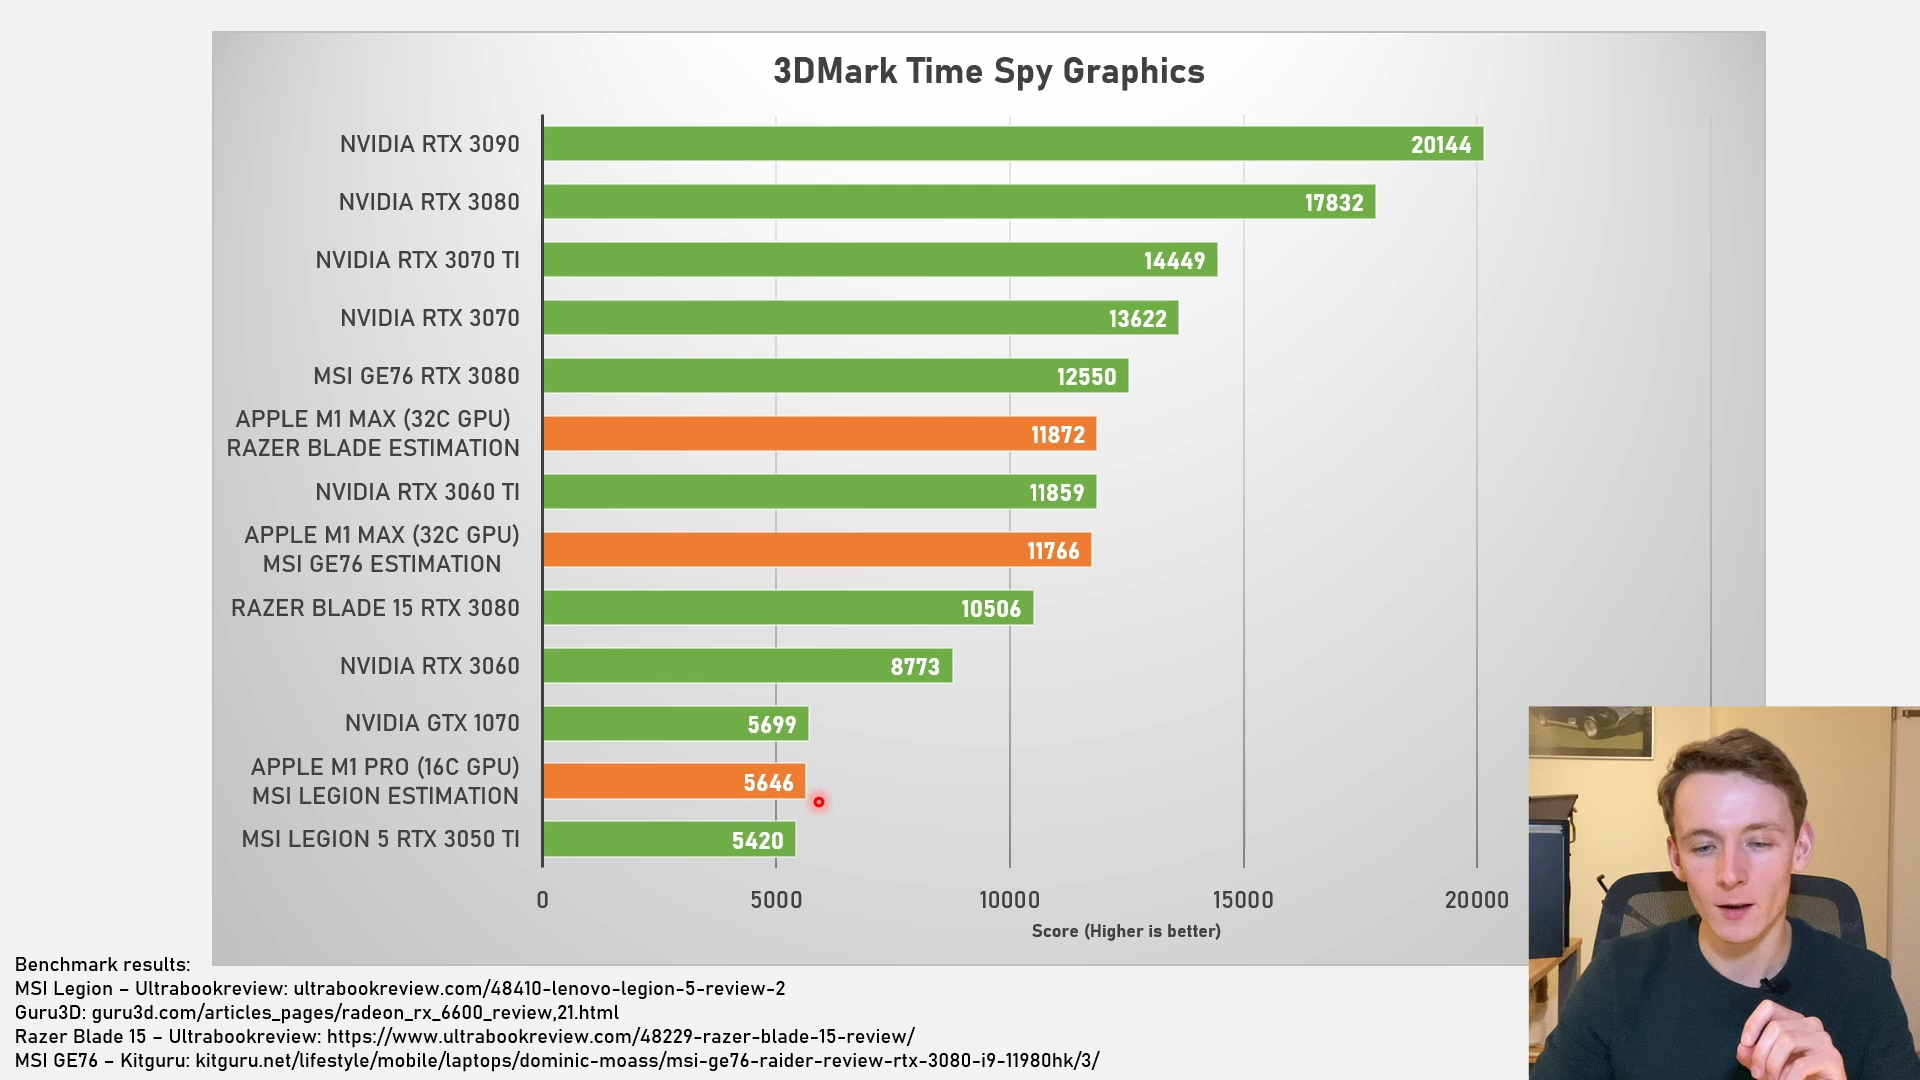 3DMark Time Spy Graphics
NVIDIA RTX 3090
20144
NVIDIA RTX 3080
17832
NVIDIA RTX 3070 TI
14449
NVIDIA RTX 3070
13622
MSI GE76 RTX 3080
12550
APPLE M1 MAX (32C GPU)
RAZER BLADE ESTIMATION
11872
NVIDIA RTX 3060 TI
11859
APPLE M1 MAX (32C GPU)
MSI GE76 ESTIMATION
11766
RAZER BLADE 15 RTX 3080
10506
NVIDIA RTX 3060
8773
NVIDIA GTX 1070
5699
APPLE M1 PRO (16C GPU)
MSI LEGION ESTIMATION
5646
MSI LEGION 5 RTX 3050 TI
5420
0 5000 10000 15000 20000
Score (Higher is better)
Benchmark results:
MSI Legion – Ultrabookreview: ultrabookreview.com/48410-lenovo-legion-5-review-2
Guru3D: guru3d.com/articles_pages/radeon_rx_6600_review,21.html
Razer Blade 15 – Ultrabookreview: https://www.ultrabookreview.com/48229-razer-blade-15-review/
MSI GE76 – Kitguru: kitguru.net/lifestyle/mobile/laptops/dominic-moass/msi-ge76-raider-review-rtx-3080-i9-11980hk/3/